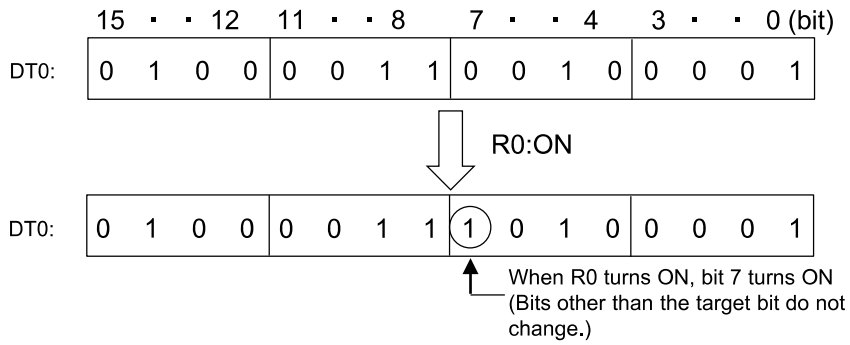 15 · · 12 11 · · 8 7 · · 4 3 · · 0 (bit)
DT0: 0 1 0 0 0 0 1 1 0 0 1 0 0 0 0 1
R0:ON
DT0: 0 1 0 0 0 0 1 1 1 0 1 0 0 0 0 1
When R0 turns ON, bit 7 turns ON
(Bits other than the target bit do not
change.)